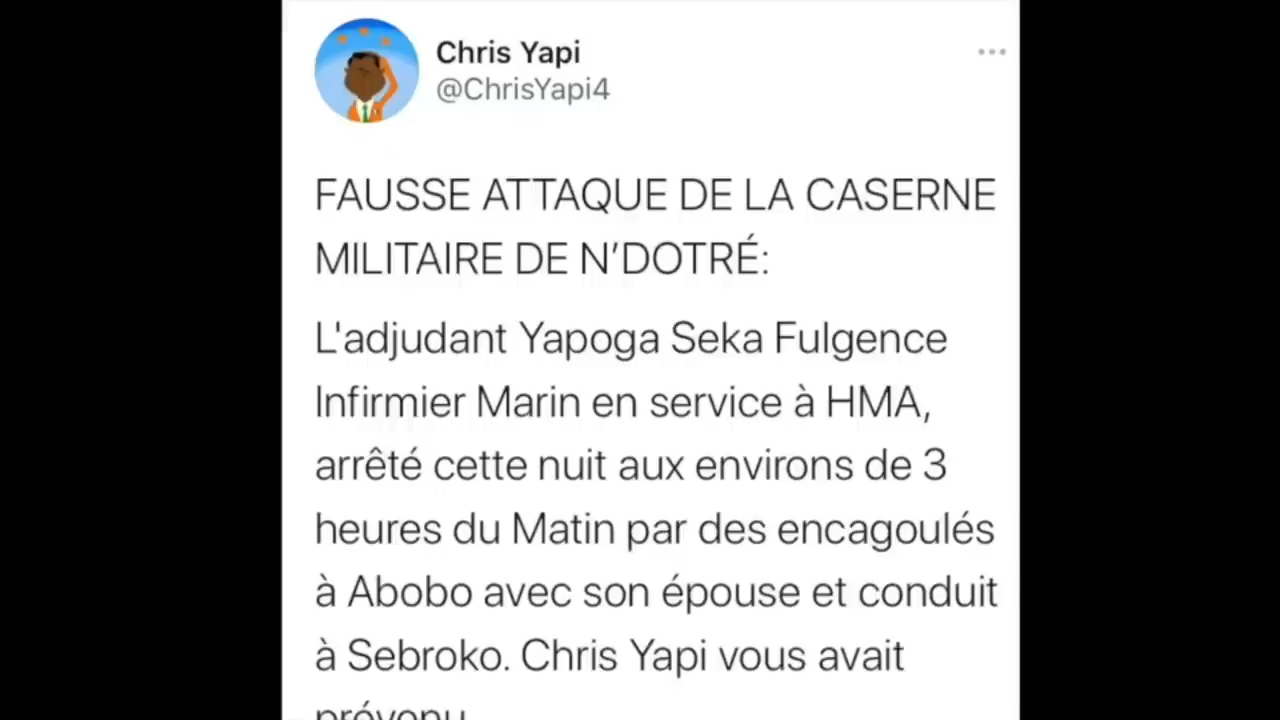 Chris Yapi
@ChrisYapi4
FAUSSE ATTAQUE DE LA CASERNE
MILITAIRE DE N’DOTRÉ:
L'adjudant Yapoga Seka Fulgence
Infirmier Marin en service à HMA,
arrêté cette nuit aux environs de 3
heures du Matin par des encagoulés
à Abobo avec son épouse et conduit
à Sebroko. Chris Yapi vous avait
prévenu